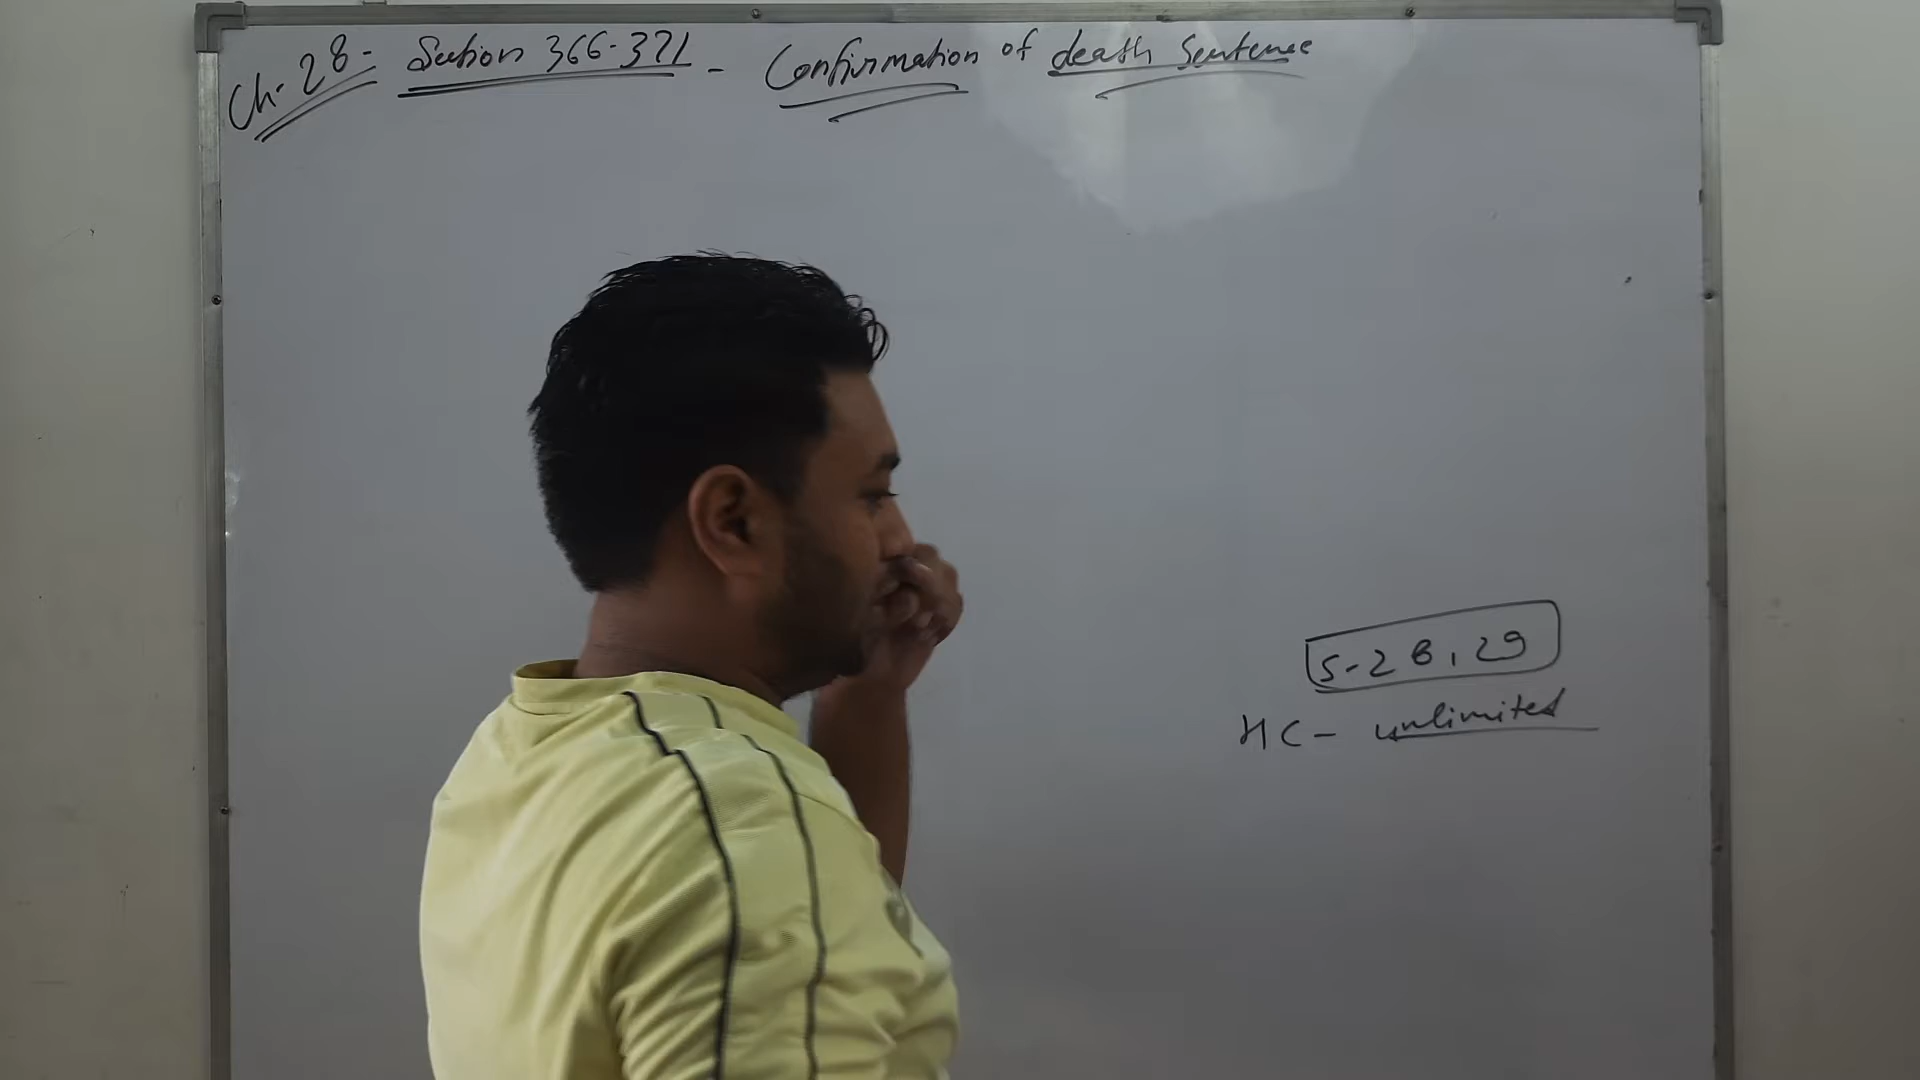 Ch-28- Section 366-371 - Confirmation of death sentence
S-28, 29
HC- unlimited